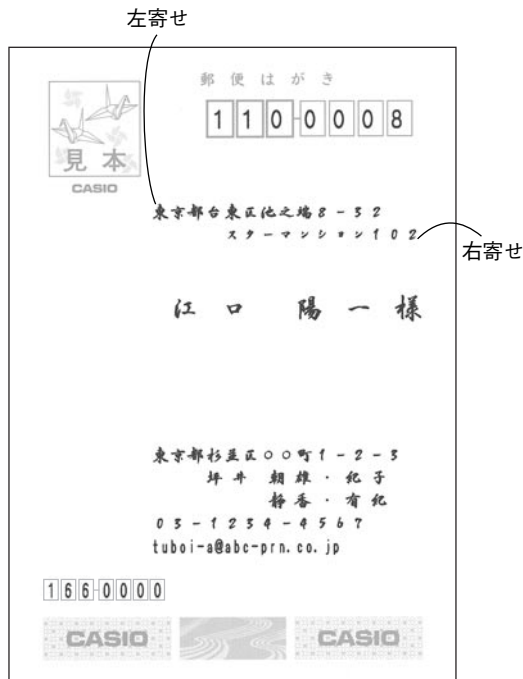 左寄せ
郵便はがき
110-0008
見本
CASIO
東京都台東区池之端8-32
スターマンション102
右寄せ
江口 陽一様
東京都杉並区○○町1-2-3
坪井 朝雄・紀子
静香・有紀
03-1234-4567
tuboi-a@abc-prn.co.jp
166-0000
CASIO
CASIO